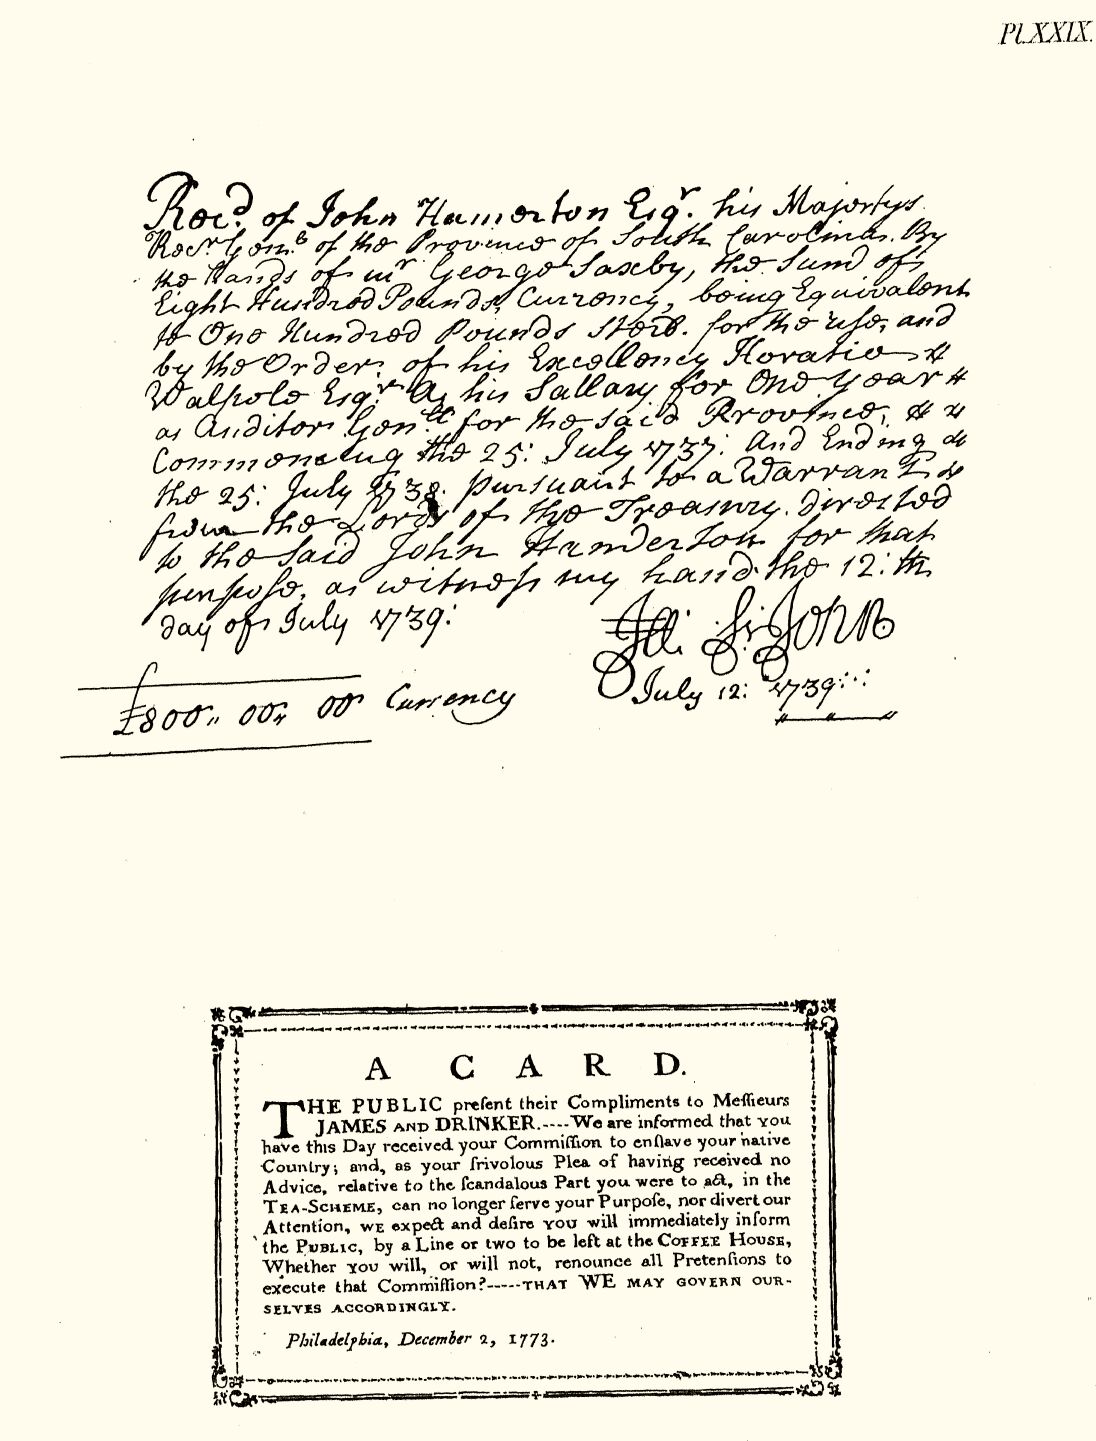 Pl.XXIX.
Recd. of John Hamerton Esqr. his Majestys
Recr Genl of the Province of South Carolina. By
the Hands of mr George Saxby, the Sum of
Eight Hundred Pounds, Currency, being Equivalent
to One Hundred Pounds Sterl. for the use, and
by the Order, of his Excellency Horatio
Walpole Esqr. As his Sallary for One year
as Auditor Genll for the said Province,
Commencing the 25: July 1737: And Ending
the 25: July 1738. pursuant to a Warrant
from the Lords of the Treasury. directed
to the said John Hamderton for that
purpose, as witness my hand the 12:th
day of July 1739:
St. John
July 12: 1739:
£800,, 00,, 00 Currency
A CARD.
THE PUBLIC preſent their Compliments to Meſſieurs
JAMES AND DRINKER.----We are informed that you
have this Day received your Commiſſion to enſlave your native
Country; and, as your frivolous Plea of having received no
Advice, relative to the ſcandalous Part you were to act, in the
TEA-SCHEME, can no longer ſerve your Purpoſe, nor divert our
Attention, WE expect and deſire YOU will immediately inform
the PUBLIC, by a Line or two to be left at the COFFEE HOUSE,
Whether YOU will, or will not, renounce all Pretenſions to
execute that Commiſſion?-----THAT WE MAY GOVERN OUR-
SELVES ACCORDINGLY.
Philadelphia, December 2, 1773.